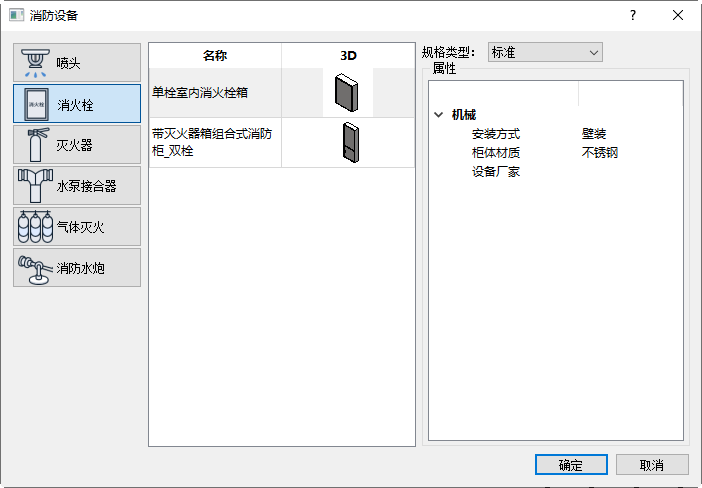 消防设备
?
喷头
消火栓
消火栓
灭火器
水泵接合器
气体灭火
消防水炮
名称 3D
单栓室内消火栓箱
带灭火器箱组合式消防
柜_双栓
规格类型： 标准
属性
机械
安装方式 壁装
柜体材质 不锈钢
设备厂家
确定 取消